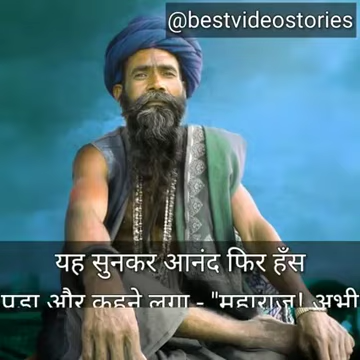 @bestvideostories
यह सुनकर आनंद फिर हँस
पड़ा और कहने लगा - "महाराज! अभी